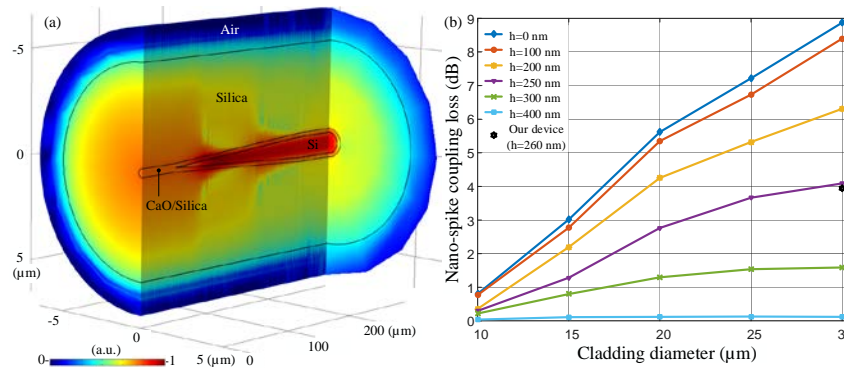 (a)
Air
Silica
Si
CaO/Silica
-5
0
5
(µm)
-5
0
5 (µm)
0
100
200 (µm)
0
(a.u.)
1
(b)
Nano-spike coupling loss (dB)
9
8
7
6
5
4
3
2
1
0
h=0 nm
h=100 nm
h=200 nm
h=250 nm
h=300 nm
h=400 nm
Our device
(h=260 nm)
10
15
20
25
3
Cladding diameter (µm)